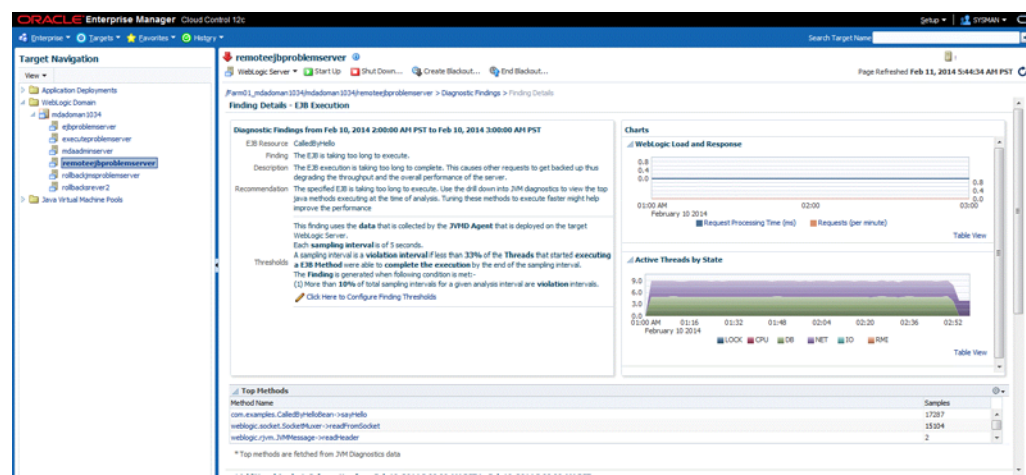 ORACLE Enterprise Manager Cloud Control 12c
Setup SYSMAN
Enterprise Targets Favorites History
Search Target Name
Target Navigation
View
Application Deployments
WebLogic Domain
mdadoman1034
ejbproblemserver
executeproblemserver
mdaadminserver
remoteejbproblemserver
rollbackjmsproblemserver
rollbackserver2
Java Virtual Machine Pools
remoteejbproblemserver
WebLogic Server Start Up Shut Down... Create Blackout... End Blackout...
Page Refreshed Feb 11, 2014 5:44:34 AM PST
/Farm01_mdadoman1034/mdadoman1034/remoteejbproblemserver > Diagnostic Findings > Finding Details
Finding Details - EJB Execution
Diagnostic Findings from Feb 10, 2014 2:00:00 AM PST to Feb 10, 2014 3:00:00 AM PST
EJB Resource CalledByHello
Finding The EJB is taking too long to execute.
Description The EJB execution is taking too long to complete. This causes other requests to get backed up thus
degrading the throughput and the overall performance of the server.
Recommendation The specified EJB is taking too long to execute. Use the drill down into JVM diagnostics to view the top
java methods executing at the time of analysis. Tuning these methods to execute faster might help
improve the performance
Thresholds
This finding uses the data that is collected by the JVMD Agent that is deployed on the target
WebLogic Server.
Each sampling interval is of 5 seconds.
A sampling interval is a violation interval if less than 33% of the Threads that started executing
a EJB Method were able to complete the execution by the end of the sampling interval.
The Finding is generated when following condition is met:-
(1) More than 10% of total sampling intervals for a given analysis interval are violation intervals.
Click Here to Configure Finding Thresholds
Charts
WebLogic Load and Response
0.8
0.4
0.0
0.8
0.4
0.0
01:00 AM 02:00 03:00
February 10 2014
Request Processing Time (ms) Requests (per minute)
Table View
Active Threads by State
9.0
6.0
3.0
0.0
01:00 AM 01:16 01:32 01:48 02:04 02:20 02:36 02:52
February 10 2014
LOCK CPU DB NET IO RMI
Table View
Top Methods
Method Name Samples
com.examples.CalledByHelloBean->sayHello 17287
weblogic.socket.SocketMuxer->readFromSocket 15104
weblogic.rjvm.JVMMessage->readHeader 2
* Top methods are fetched from JVM Diagnostics data